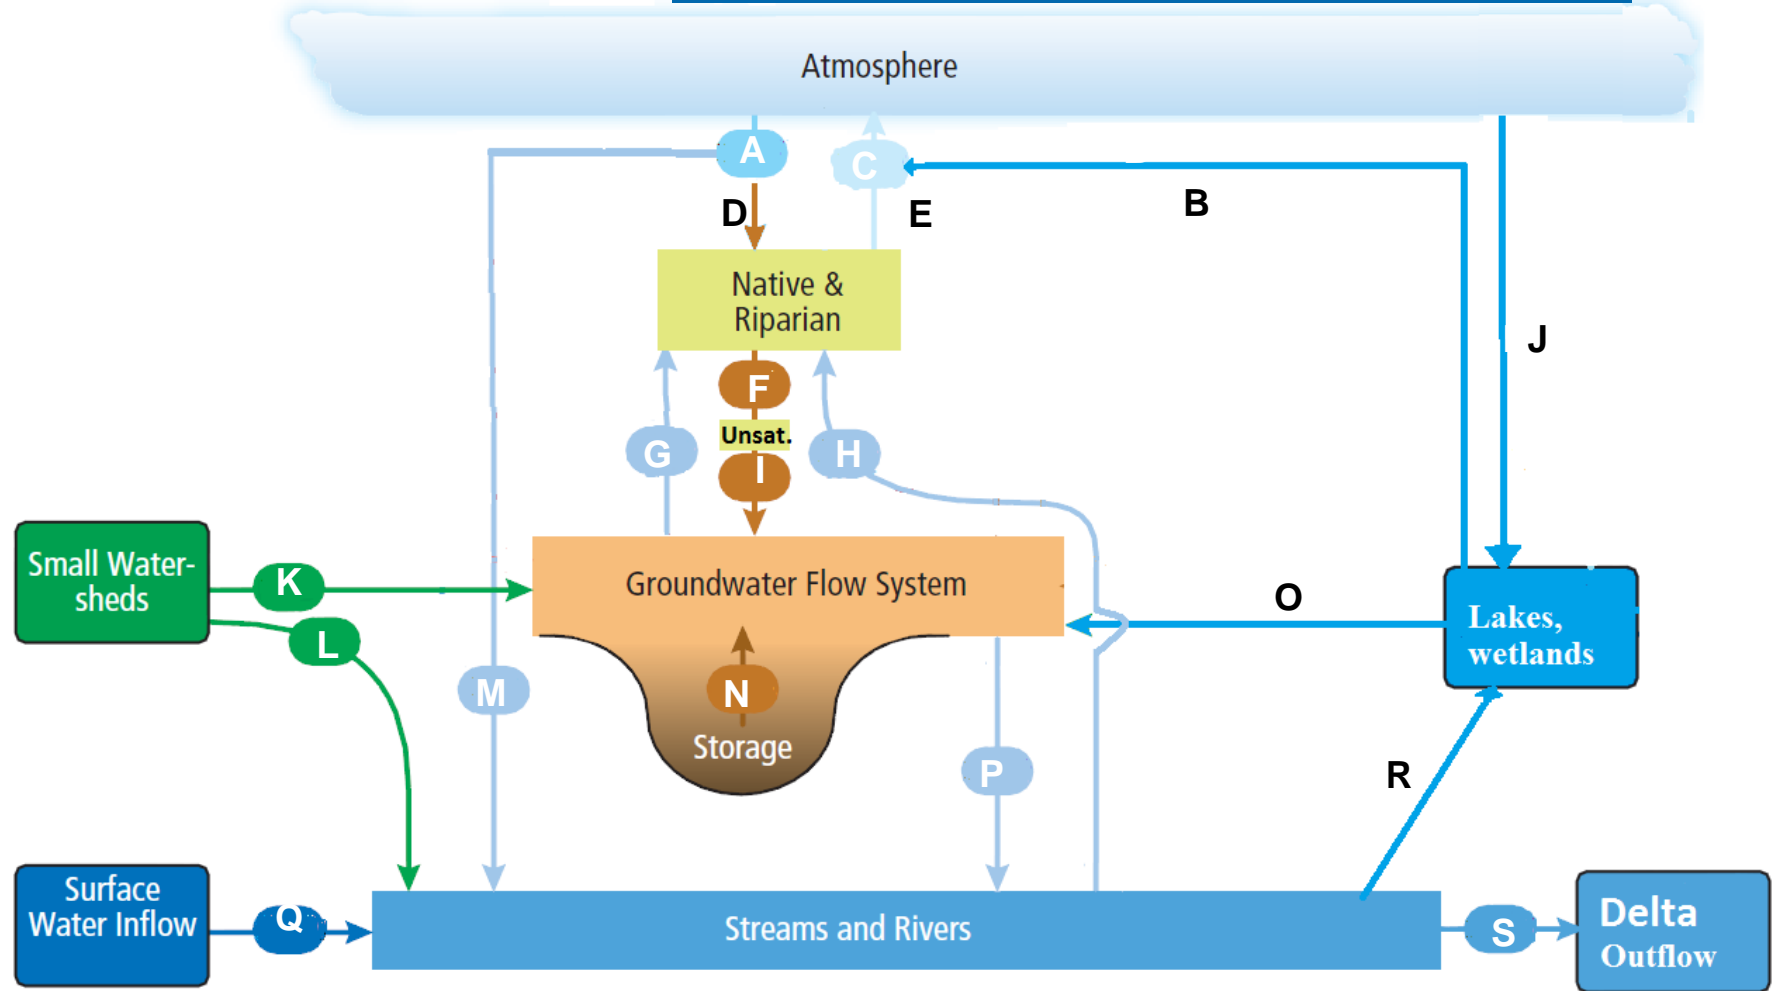 Atmosphere
A
C
B
D
E
Native &
Riparian
J
F
Unsat.
G
I
H
Small Water-
sheds
K
Groundwater Flow System
O
Lakes,
wetlands
L
M
N
Storage
P
R
Surface
Water Inflow
Q
Streams and Rivers
S
Delta
Outflow